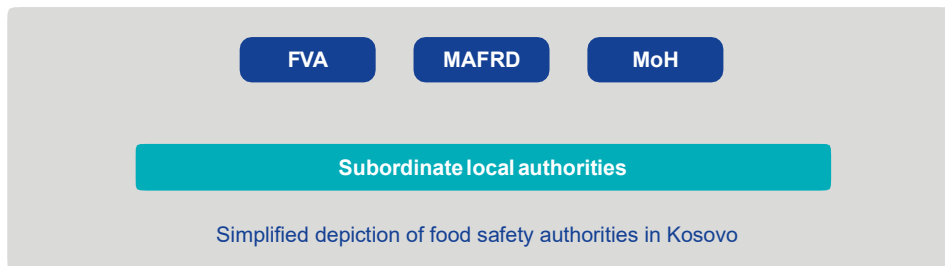 FVA MAFRD MoH
Subordinate local authorities
Simplified depiction of food safety authorities in Kosovo